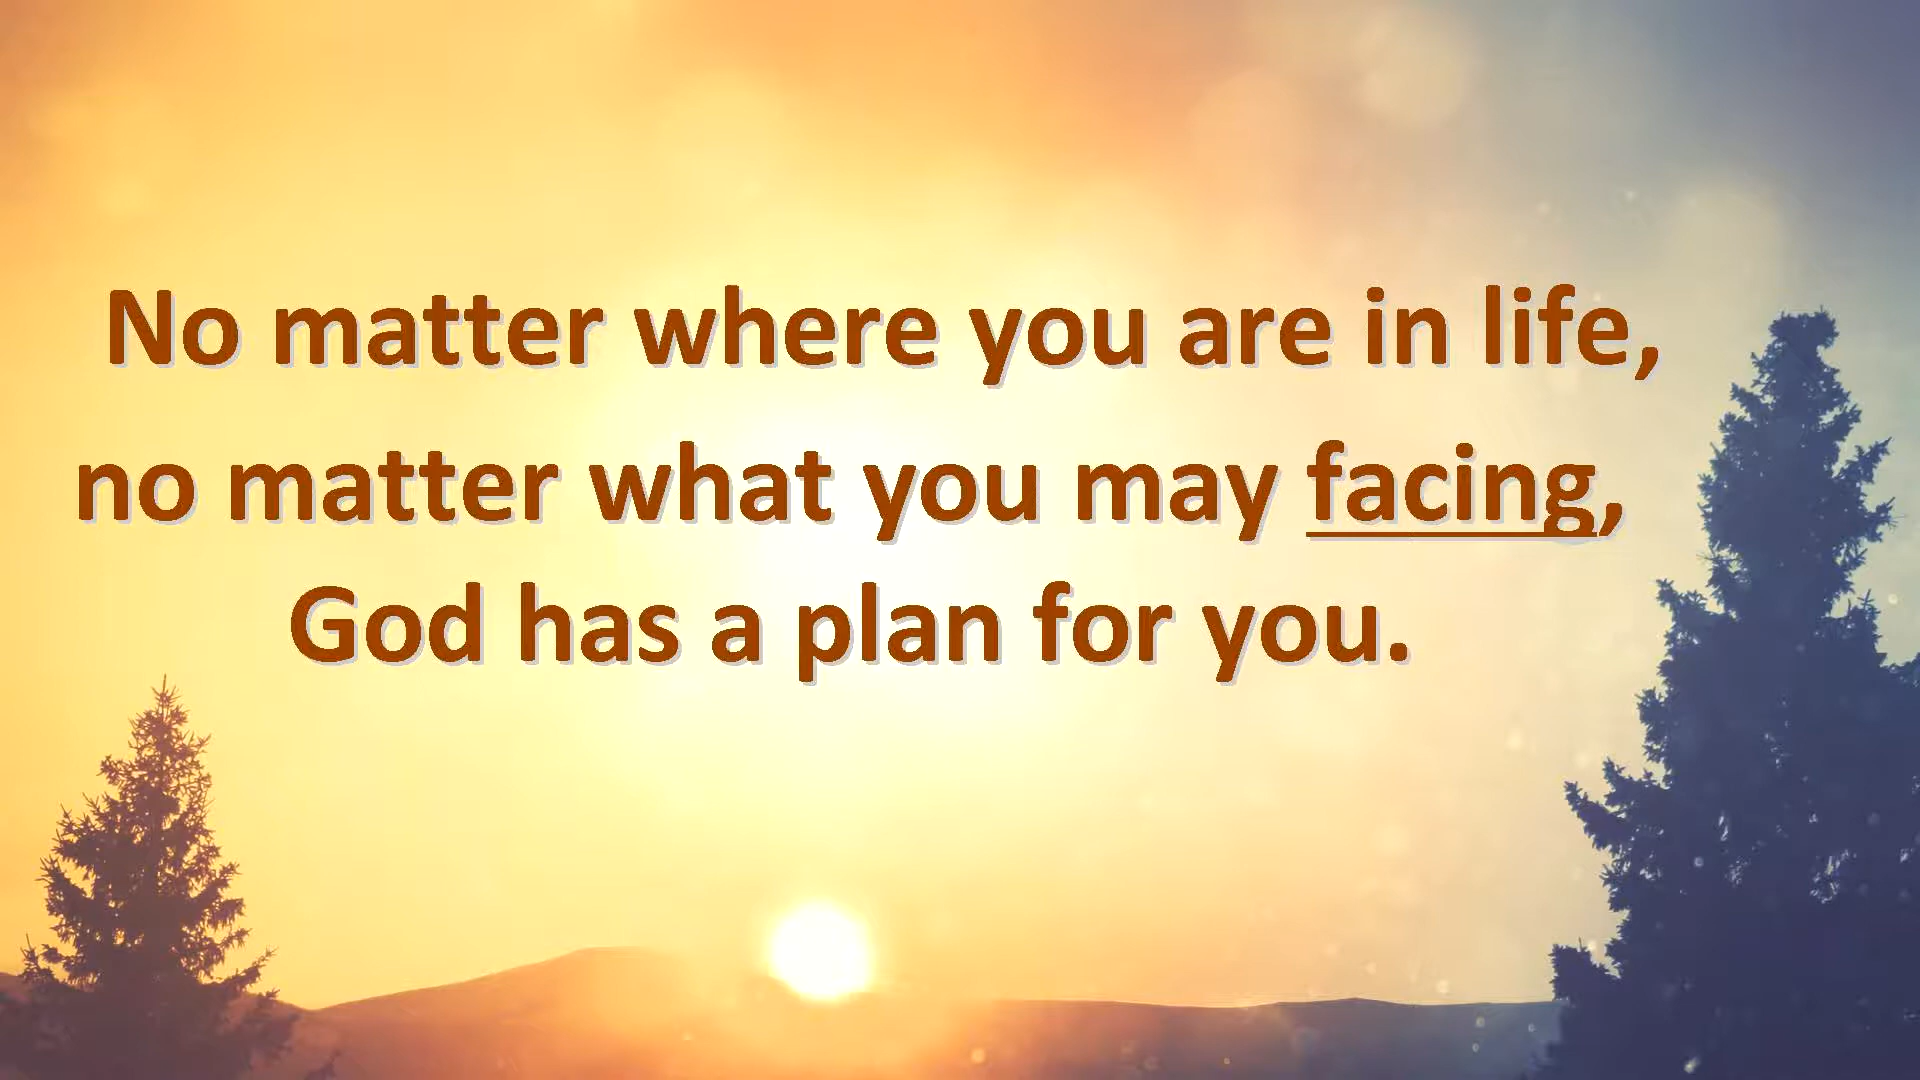 No matter where you are in life,
no matter what you may facing,
God has a plan for you.